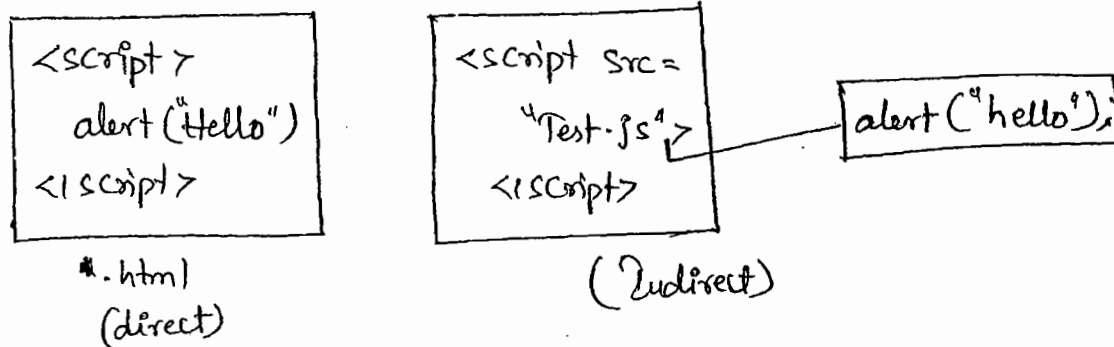 <script>
alert("Hello")
</script>
*.html
(direct)
<script src=
"Test.js">
</script>
(Indirect)
alert("hello");